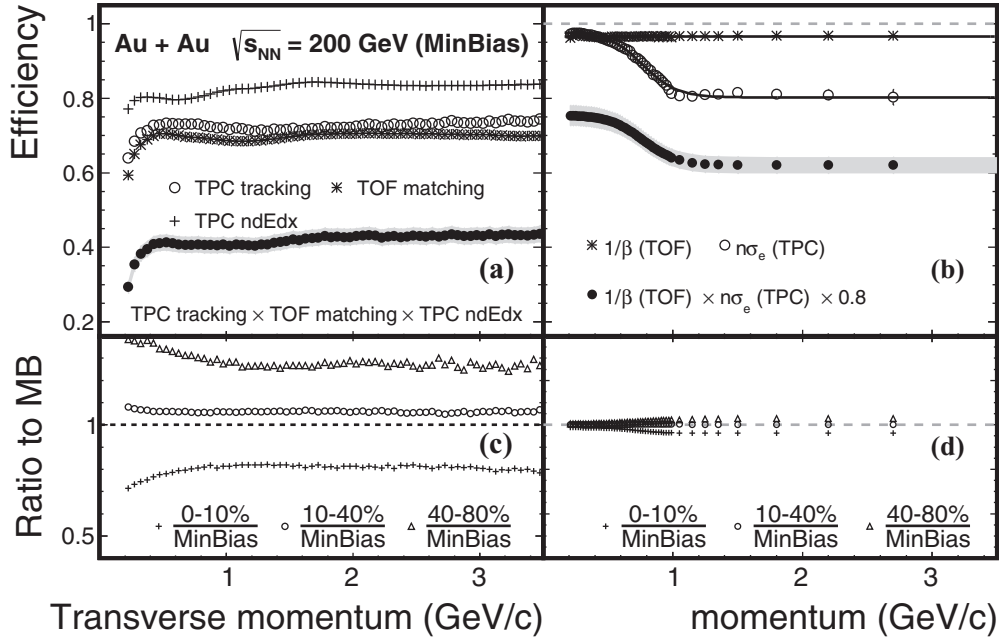 Efficiency
1
0.8
0.6
0.4
0.2
Au + Au √sNN = 200 GeV (MinBias)
TPC tracking TOF matching
TPC ndEdx
(a)
TPC tracking × TOF matching × TPC ndEdx
1/β (TOF) nσe (TPC)
(b)
1/β (TOF) × nσe (TPC) × 0.8
Ratio to MB
1
0.5
(c)
0-10% 10-40% 40-80%
MinBias MinBias MinBias
(d)
0-10% 10-40% 40-80%
MinBias MinBias MinBias
1 2 3
1 2 3
Transverse momentum (GeV/c)
momentum (GeV/c)